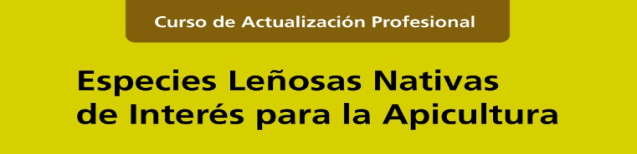 Curso de Actualización Profesional
Especies Leñosas Nativas
de Interés para la Apicultura